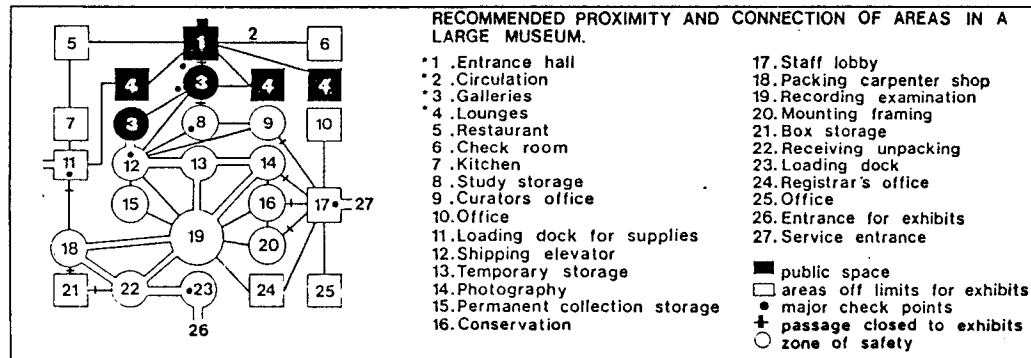 RECOMMENDED PROXIMITY AND CONNECTION OF AREAS IN A
LARGE MUSEUM.
5
1
2
6
4
3
4
4
3
7
8
9
10
11
12
13
14
15
16
17
27
18
19
20
21
22
23
24
25
26
*1 .Entrance hall
*2 .Circulation
*3 .Galleries
*4 .Lounges
5 .Restaurant
6 .Check room
7 .Kitchen
8 .Study storage
9 .Curators office
10.Office
11.Loading dock for supplies
12.Shipping elevator
13.Temporary storage
14.Photography
15.Permanent collection storage
16.Conservation
17.Staff lobby
18.Packing carpenter shop
19.Recording examination
20.Mounting framing
21.Box storage
22.Receiving unpacking
23.Loading dock
24.Registrar's office
25.Office
26.Entrance for exhibits
27.Service entrance
public space
areas off limits for exhibits
major check points
passage closed to exhibits
zone of safety